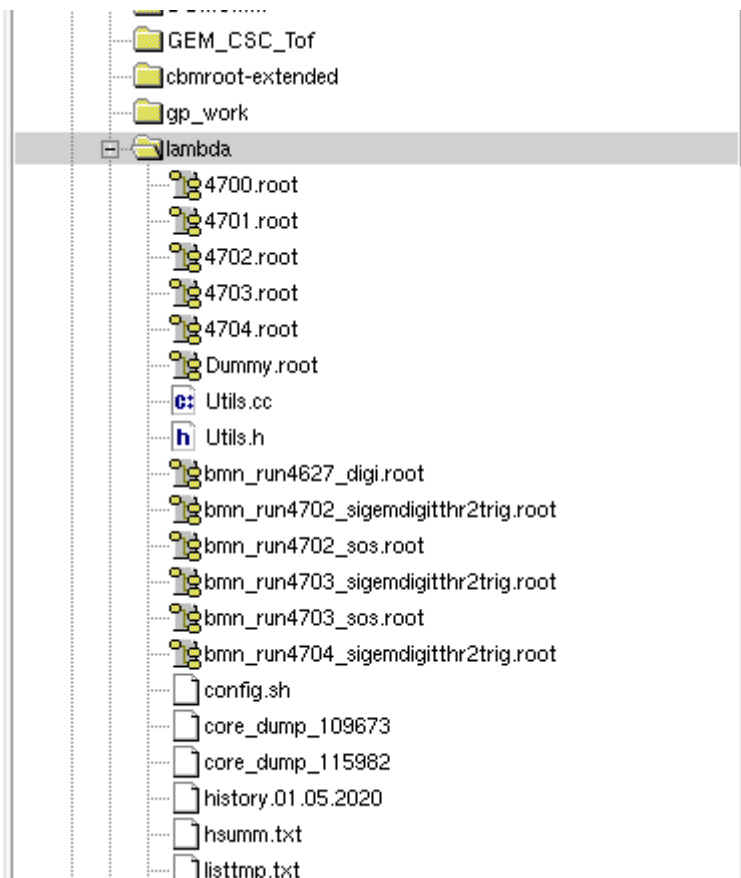 GEM_CSC_Tof
cbmroot-extended
gp_work
lambda
4700.root
4701.root
4702.root
4703.root
4704.root
Dummy.root
c: Utils.cc
h Utils.h
bmn_run4627_digi.root
bmn_run4702_sigemdigitthr2trig.root
bmn_run4702_sos.root
bmn_run4703_sigemdigitthr2trig.root
bmn_run4703_sos.root
bmn_run4704_sigemdigitthr2trig.root
config.sh
core_dump_109673
core_dump_115982
history.01.05.2020
hsumm.txt
listtmp.txt